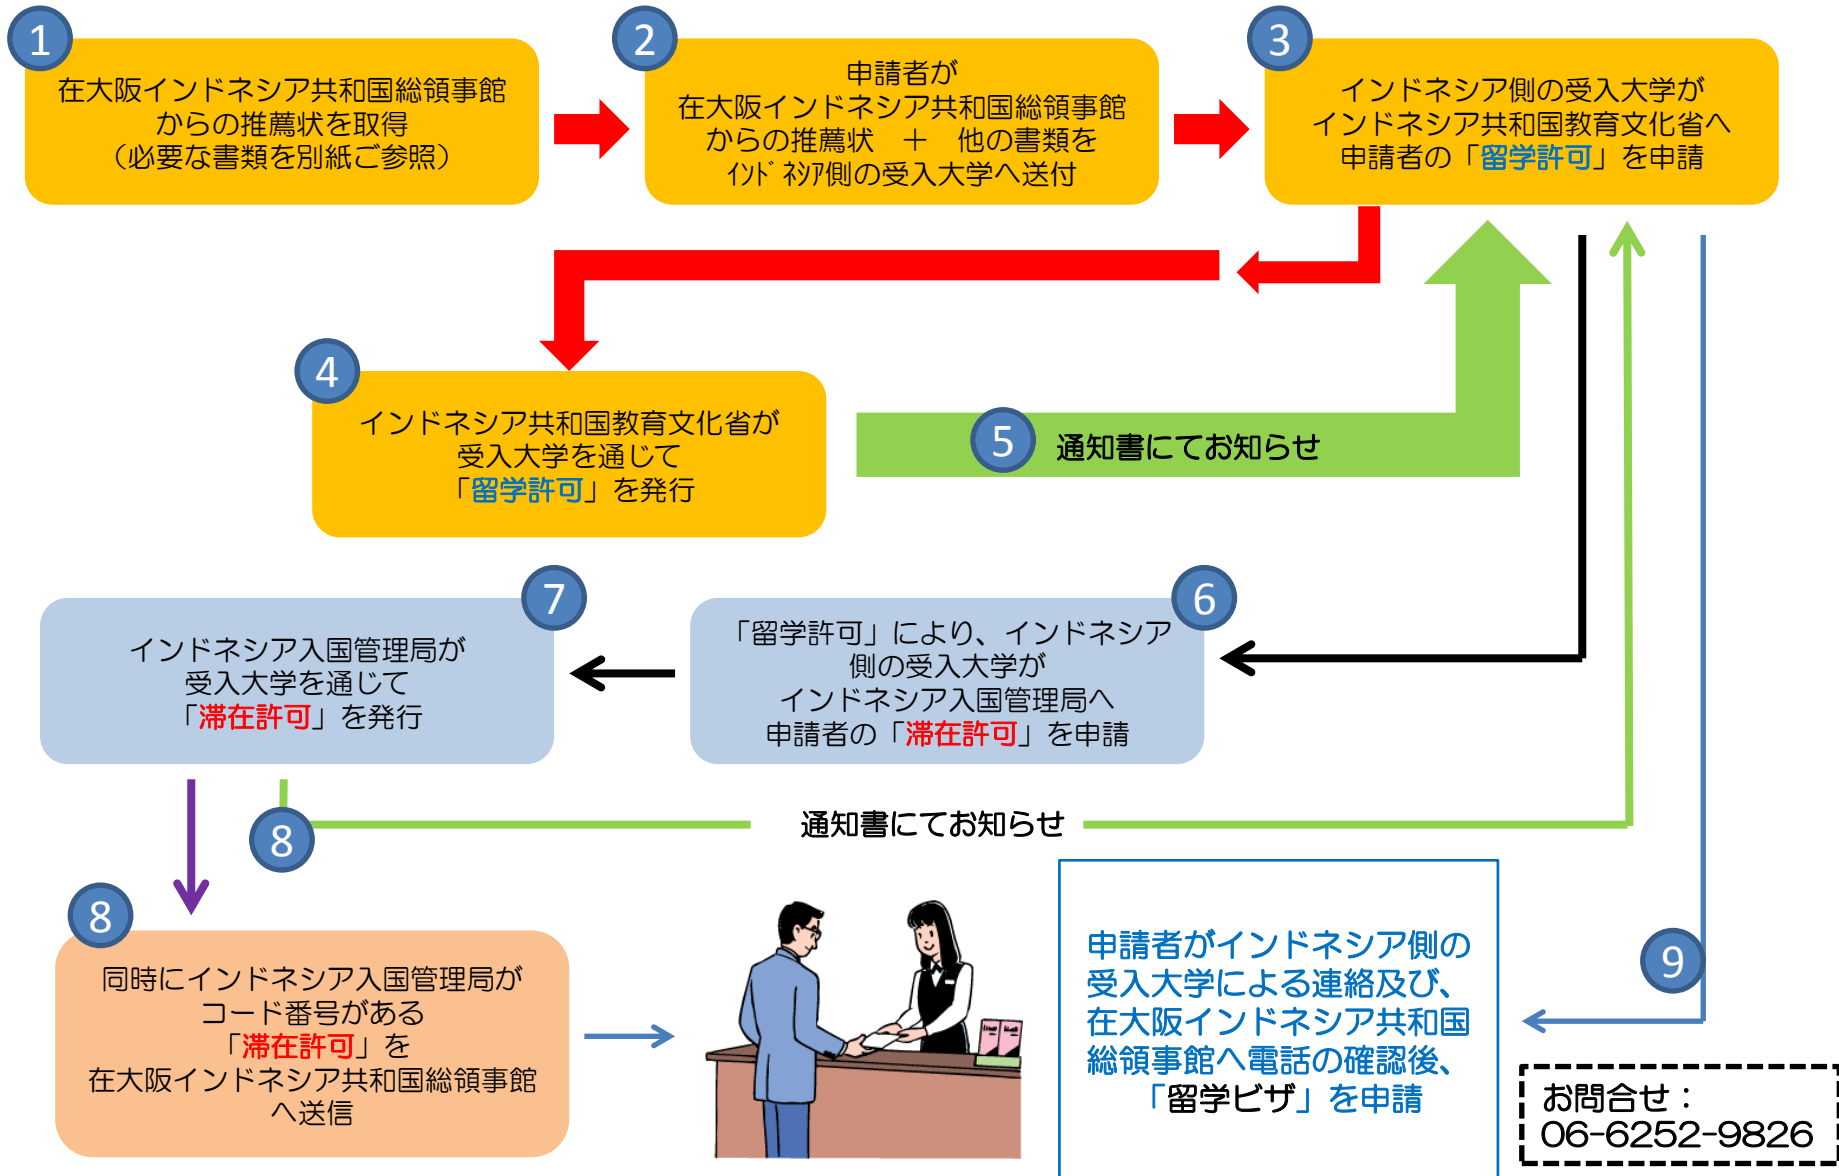 1
在大阪インドネシア共和国総領事館
からの推薦状を取得
（必要な書類を別紙ご参照）
2
申請者が
在大阪インドネシア共和国総領事館
からの推薦状　＋　他の書類を
ｲﾝﾄﾞﾈｼｱ側の受入大学へ送付
3
インドネシア側の受入大学が
インドネシア共和国教育文化省へ
申請者の「留学許可」を申請
4
インドネシア共和国教育文化省が
受入大学を通じて
「留学許可」を発行
5
通知書にてお知らせ
6
「留学許可」により、インドネシア
側の受入大学が
インドネシア入国管理局へ
申請者の「滞在許可」を申請
7
インドネシア入国管理局が
受入大学を通じて
「滞在許可」を発行
8
通知書にてお知らせ
8
同時にインドネシア入国管理局が
コード番号がある
「滞在許可」を
在大阪インドネシア共和国総領事館
へ送信
9
申請者がインドネシア側の
受入大学による連絡及び、
在大阪インドネシア共和国
総領事館へ電話の確認後、
「留学ビザ」を申請
お問合せ：
06-6252-9826